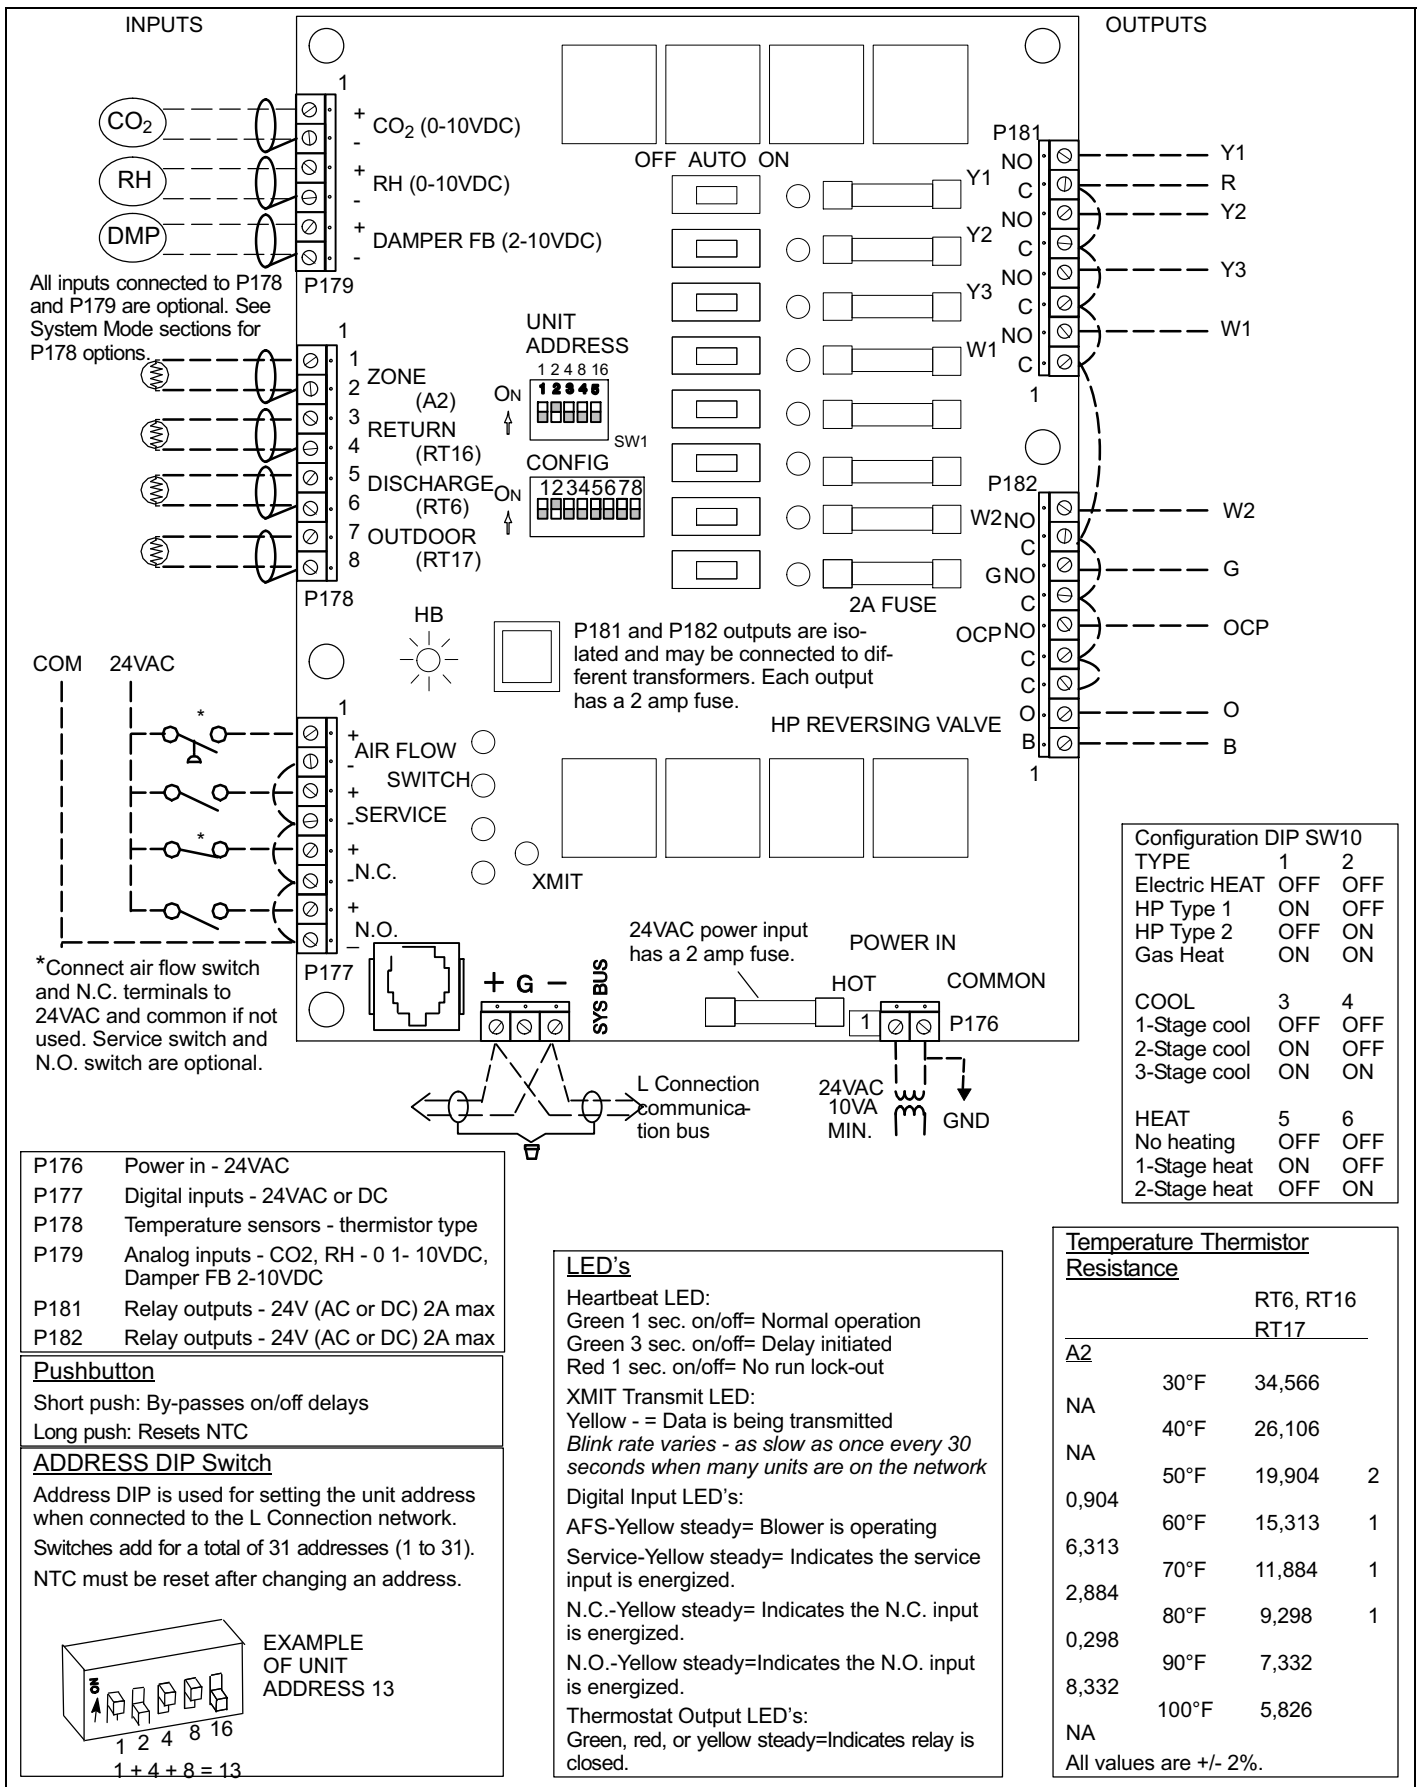 INPUTS
OUTPUTS
1
CO2
+
CO2 (0-10VDC)
-
RH
+
RH (0-10VDC)
-
DMP
+
DAMPER FB (2-10VDC)
-
P179
All inputs connected to P178
and P179 are optional. See
System Mode sections for
P178 options.
1
1
2
ZONE
(A2)
3
RETURN
4
(RT16)
5
DISCHARGE
6
(RT6)
7
OUTDOOR
8
(RT17)
P178
UNIT
ADDRESS
1 2 4 8 16
1 2 3 4 5
ON
SW1
CONFIG
12345678
ON
OFF AUTO ON
Y1
Y2
Y3
W1
W2
G
2A FUSE
OCP
P181
NO
C
NO
C
NO
C
NO
C
1
Y1
R
Y2
Y3
W1
P182
NO
C
NO
C
NO
C
C
O
B
1
W2
G
OCP
O
B
HB
P181 and P182 outputs are iso-
lated and may be connected to dif-
ferent transformers. Each output
has a 2 amp fuse.
HP REVERSING VALVE
COM 24VAC
1
*
+
AIR FLOW
-
SWITCH
+
SERVICE
-
*
+
-N.C.
+
N.O.
–
P177
XMIT
*Connect air flow switch
and N.C. terminals to
24VAC and common if not
used. Service switch and
N.O. switch are optional.
+ G –
SYS BUS
L Connection
communica-
tion bus
24VAC power input
has a 2 amp fuse.
POWER IN
HOT
COMMON
1
P176
24VAC
10VA
MIN.
GND
Configuration DIP SW10
TYPE 1 2
Electric HEAT OFF OFF
HP Type 1 ON OFF
HP Type 2 OFF ON
Gas Heat ON ON
COOL 3 4
1-Stage cool OFF OFF
2-Stage cool ON OFF
3-Stage cool ON ON
HEAT 5 6
No heating OFF OFF
1-Stage heat ON OFF
2-Stage heat OFF ON
P176 Power in - 24VAC
P177 Digital inputs - 24VAC or DC
P178 Temperature sensors - thermistor type
P179 Analog inputs - CO2, RH - 0 1- 10VDC,
Damper FB 2-10VDC
P181 Relay outputs - 24V (AC or DC) 2A max
P182 Relay outputs - 24V (AC or DC) 2A max
Pushbutton
Short push: By-passes on/off delays
Long push: Resets NTC
ADDRESS DIP Switch
Address DIP is used for setting the unit address
when connected to the L Connection network.
Switches add for a total of 31 addresses (1 to 31).
NTC must be reset after changing an address.
ON
1 2 4 8 16
1 + 4 + 8 = 13
EXAMPLE
OF UNIT
ADDRESS 13
LED's
Heartbeat LED:
Green 1 sec. on/off= Normal operation
Green 3 sec. on/off= Delay initiated
Red 1 sec. on/off= No run lock-out
XMIT Transmit LED:
Yellow - = Data is being transmitted
Blink rate varies - as slow as once every 30
seconds when many units are on the network
Digital Input LED's:
AFS-Yellow steady= Blower is operating
Service-Yellow steady= Indicates the service
input is energized.
N.C.-Yellow steady= Indicates the N.C. input
is energized.
N.O.-Yellow steady=Indicates the N.O. input
is energized.
Thermostat Output LED's:
Green, red, or yellow steady=Indicates relay is
closed.
Temperature Thermistor
Resistance
RT6, RT16
RT17
A2
30°F 34,566
NA
40°F 26,106
NA
50°F 19,904 2
0,904
60°F 15,313 1
6,313
70°F 11,884 1
2,884
80°F 9,298 1
0,298
90°F 7,332
8,332
100°F 5,826
NA
All values are +/- 2%.